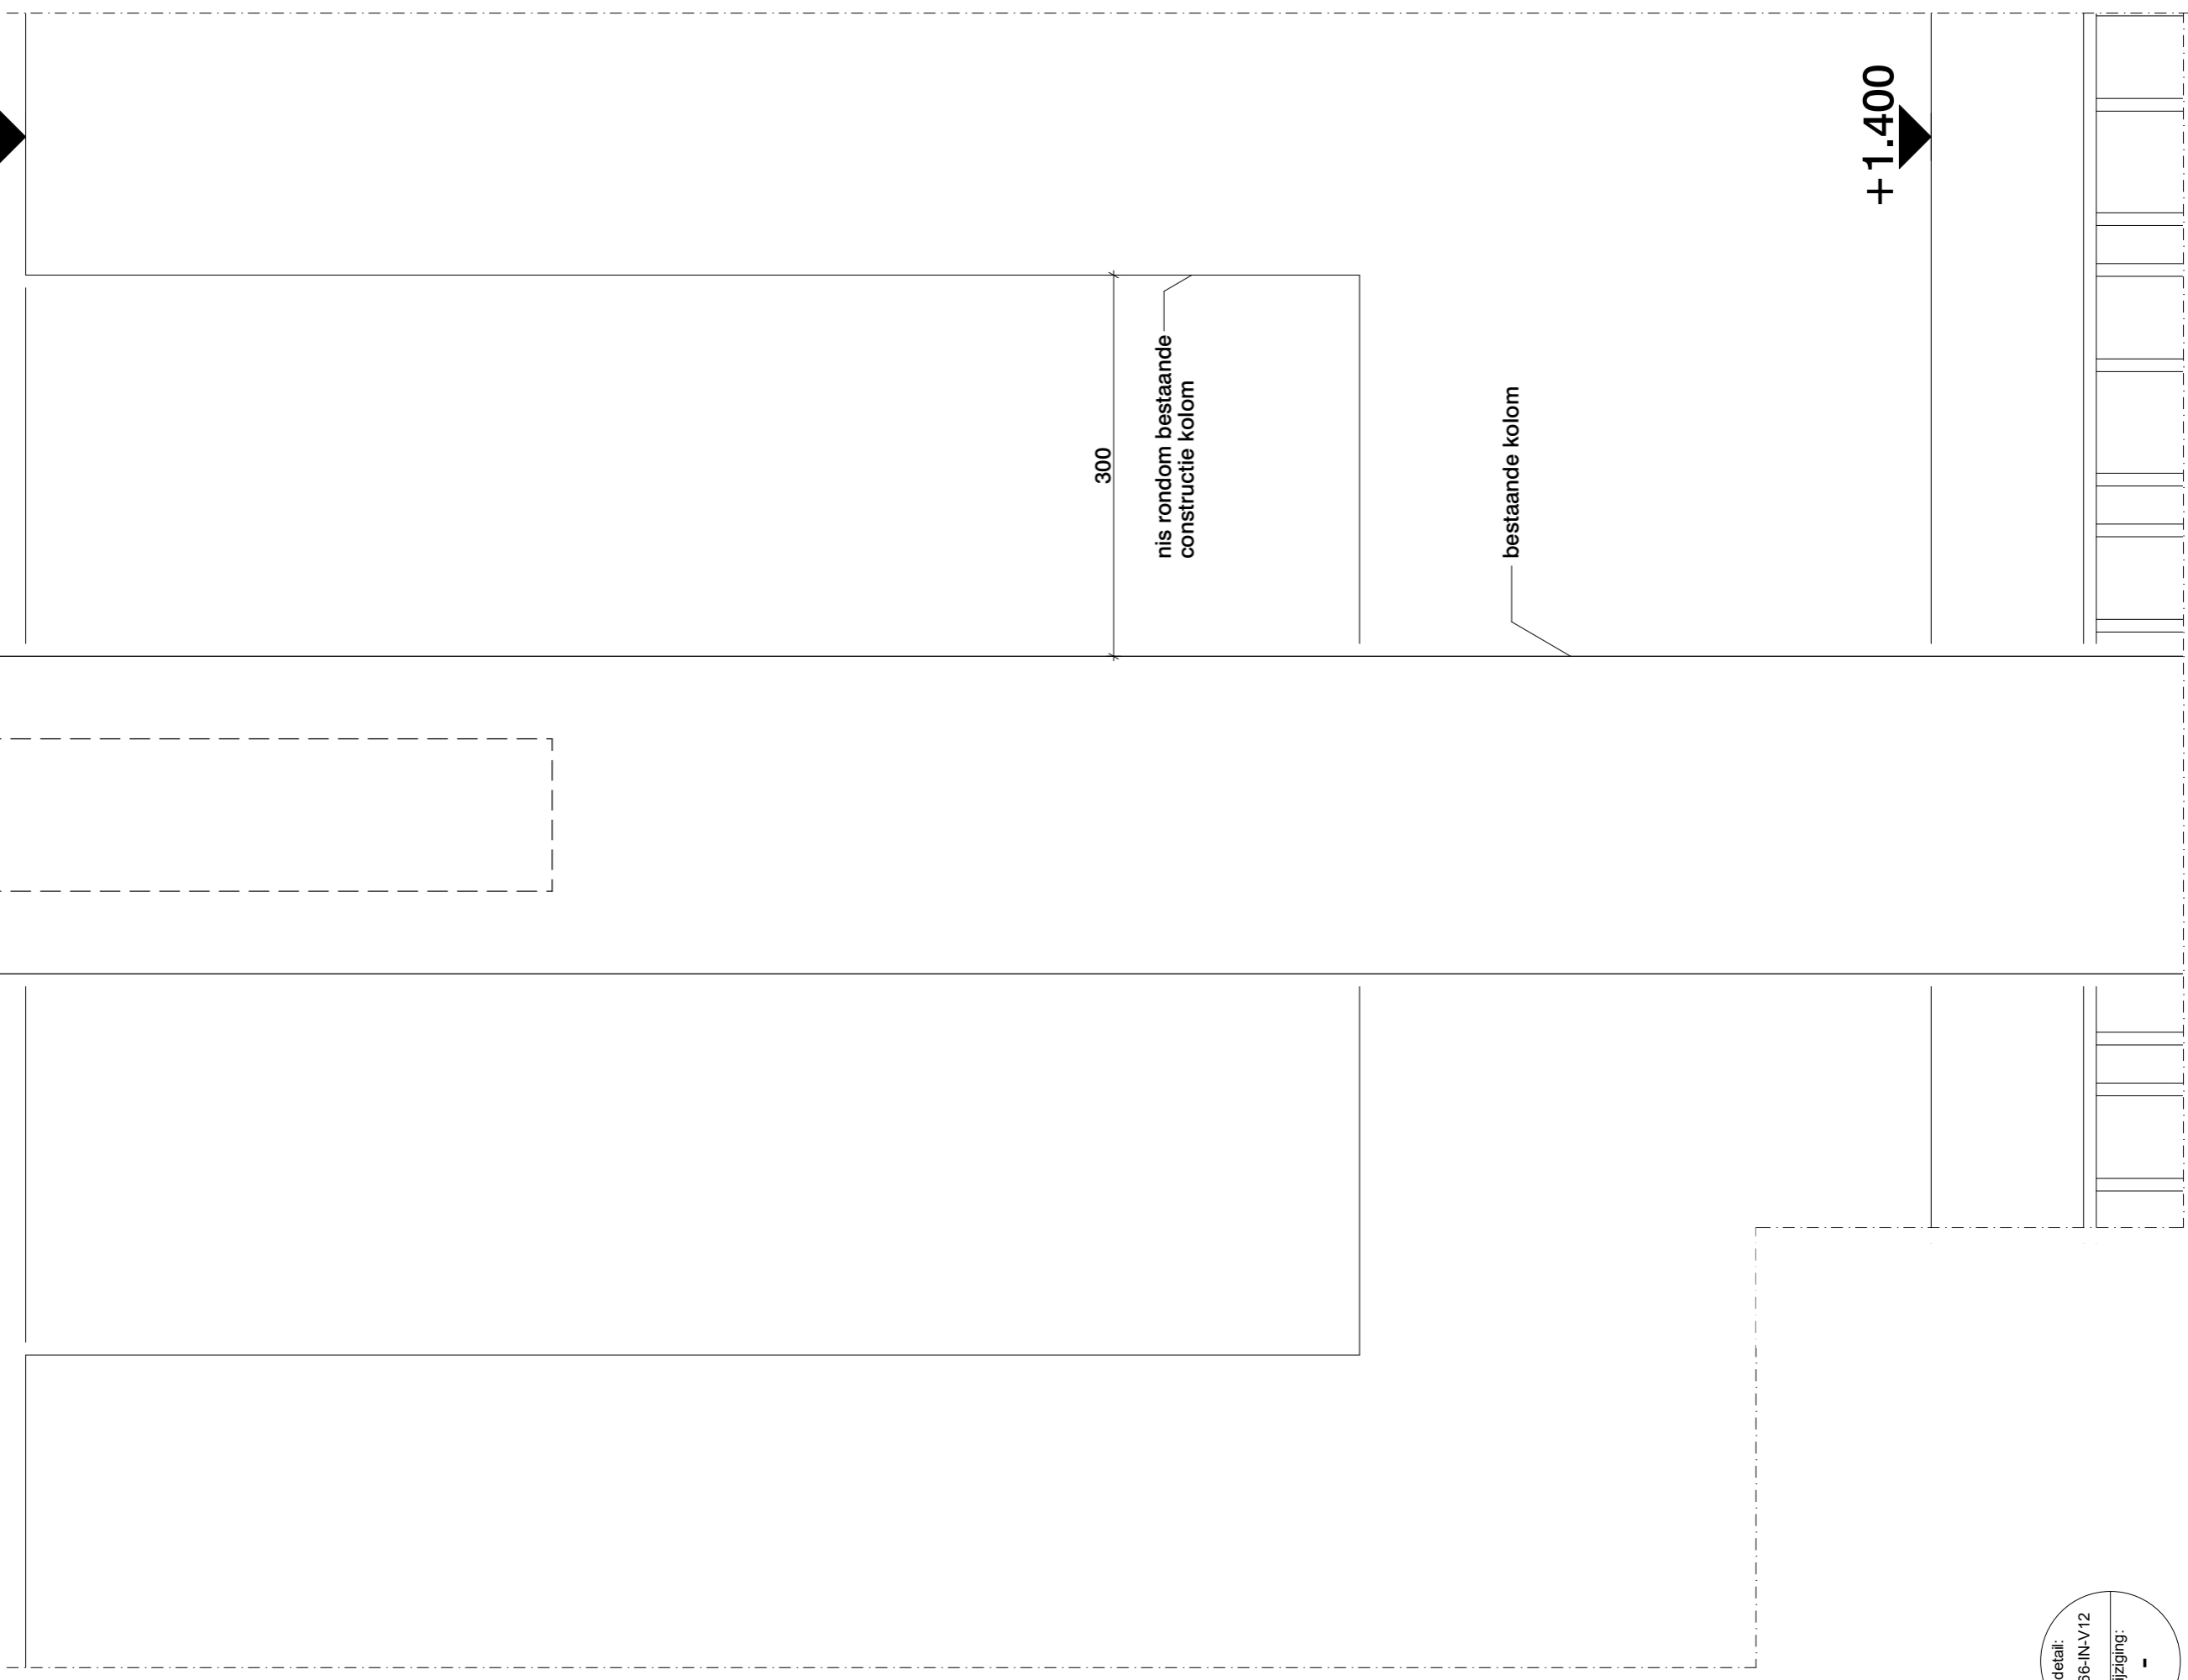 +1.400
300
nis rondom bestaande
constructie kolom
bestaande kolom
detail:
66-IN-V12
ijziging:
-